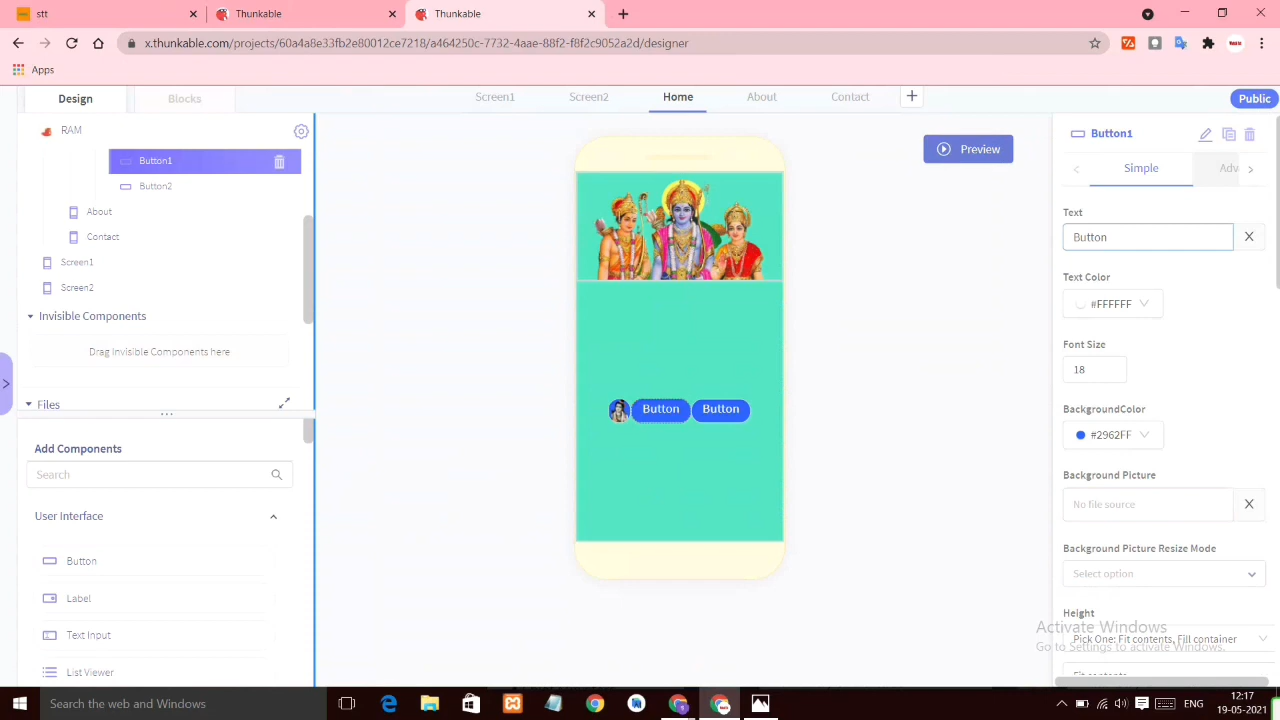 stt
Thunkable
Thunkable
x.thunkable.com/projects/60a4a8e33fb2e80012ce7218/a464250c-7732-4aae-88f2-f8f2c9052a2d/designer
Apps
Design
Blocks
Screen1
Screen2
Home
About
Contact
Public
RAM
Button1
Button2
About
Contact
Screen1
Screen2
Invisible Components
Drag Invisible Components here
Files
Add Components
Search
User Interface
Button
Label
Text Input
List Viewer
Preview
Button
Button
Button1
Simple
Adv
Text
Button
Text Color
#FFFFFF
Font Size
18
BackgroundColor
#2962FF
Background Picture
No file source
Background Picture Resize Mode
Select option
Height
Pick One: Fit contents, Fill container
Activate Windows
Go to Settings to activate Windows.
Search the web and Windows
ENG
12:17
19-05-2021